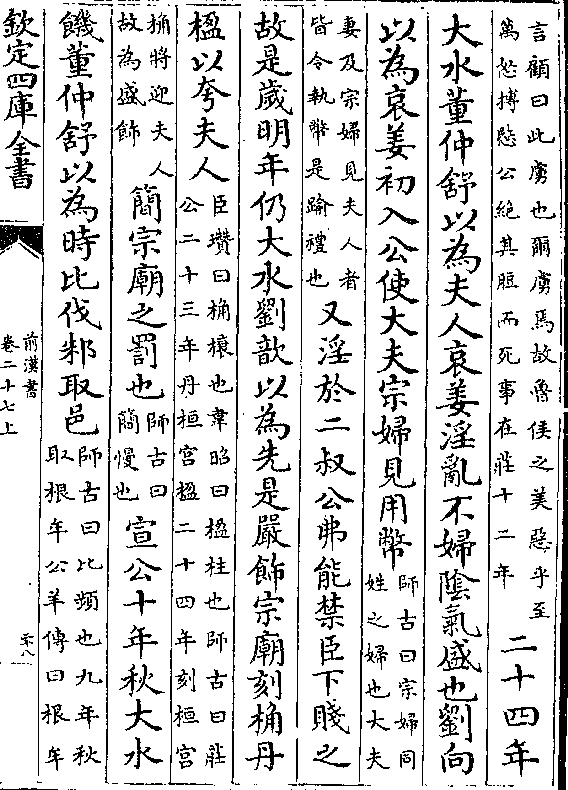 言顧曰此虜也爾虜焉故魯侯之美惡乎至
萬怒搏愍公絶其脰而死事在莊十二年
二十四年
大水董仲舒以為夫人哀姜淫亂不婦陰氣盛也劉向
以為哀姜初入公使大夫宗婦見用幣
師古曰宗婦同
姓之婦也大夫
妻及宗婦見夫人者
皆令執幣是踰禮也
又淫於二叔公弗能禁臣下賤之
故是歲明年仍大水劉歆以為先是嚴飾宗廟刻桷丹
楹以夸夫人
臣瓚曰桷榱也韋昭曰楹柱也師古曰莊
公二十三年丹桓宮楹二十四年刻桓宮
桷將迎夫人
故為盛飾
簡宗廟之罰也
師古曰
簡慢也
宣公十年秋大水
饑董仲舒以為時比伐邾取邑
師古曰比頻也九年秋
取根牟公羊傳曰根牟
欽定四庫全書
前漢書
卷二十七上